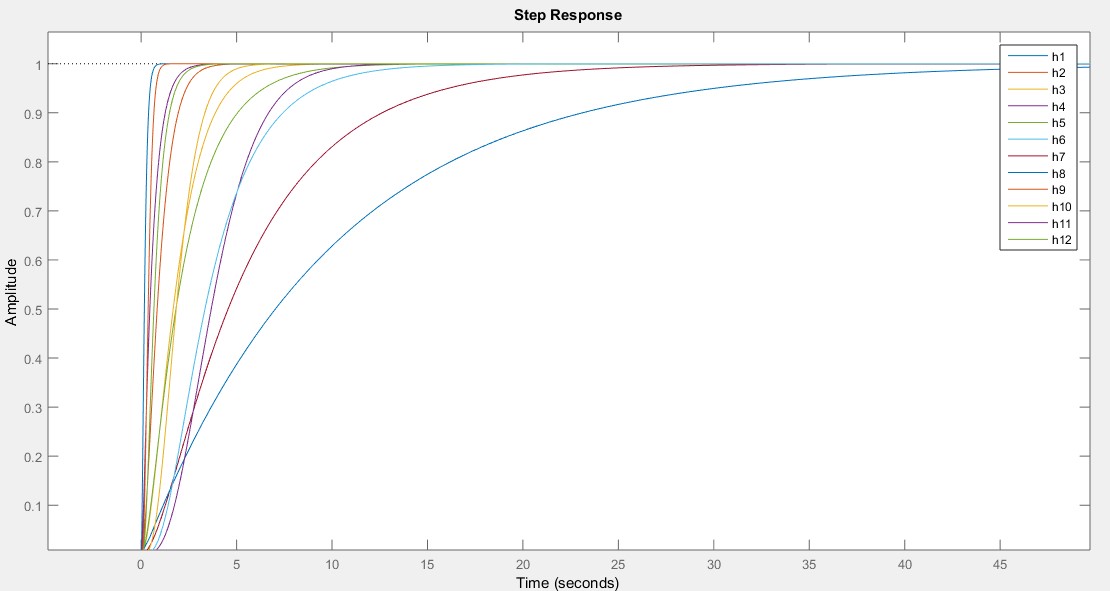 Step Response
Amplitude
1
0.9
0.8
0.7
0.6
0.5
0.4
0.3
0.2
0.1
h1
h2
h3
h4
h5
h6
h7
h8
h9
h10
h11
h12
0 5 10 15 20 25 30 35 40 45
Time (seconds)